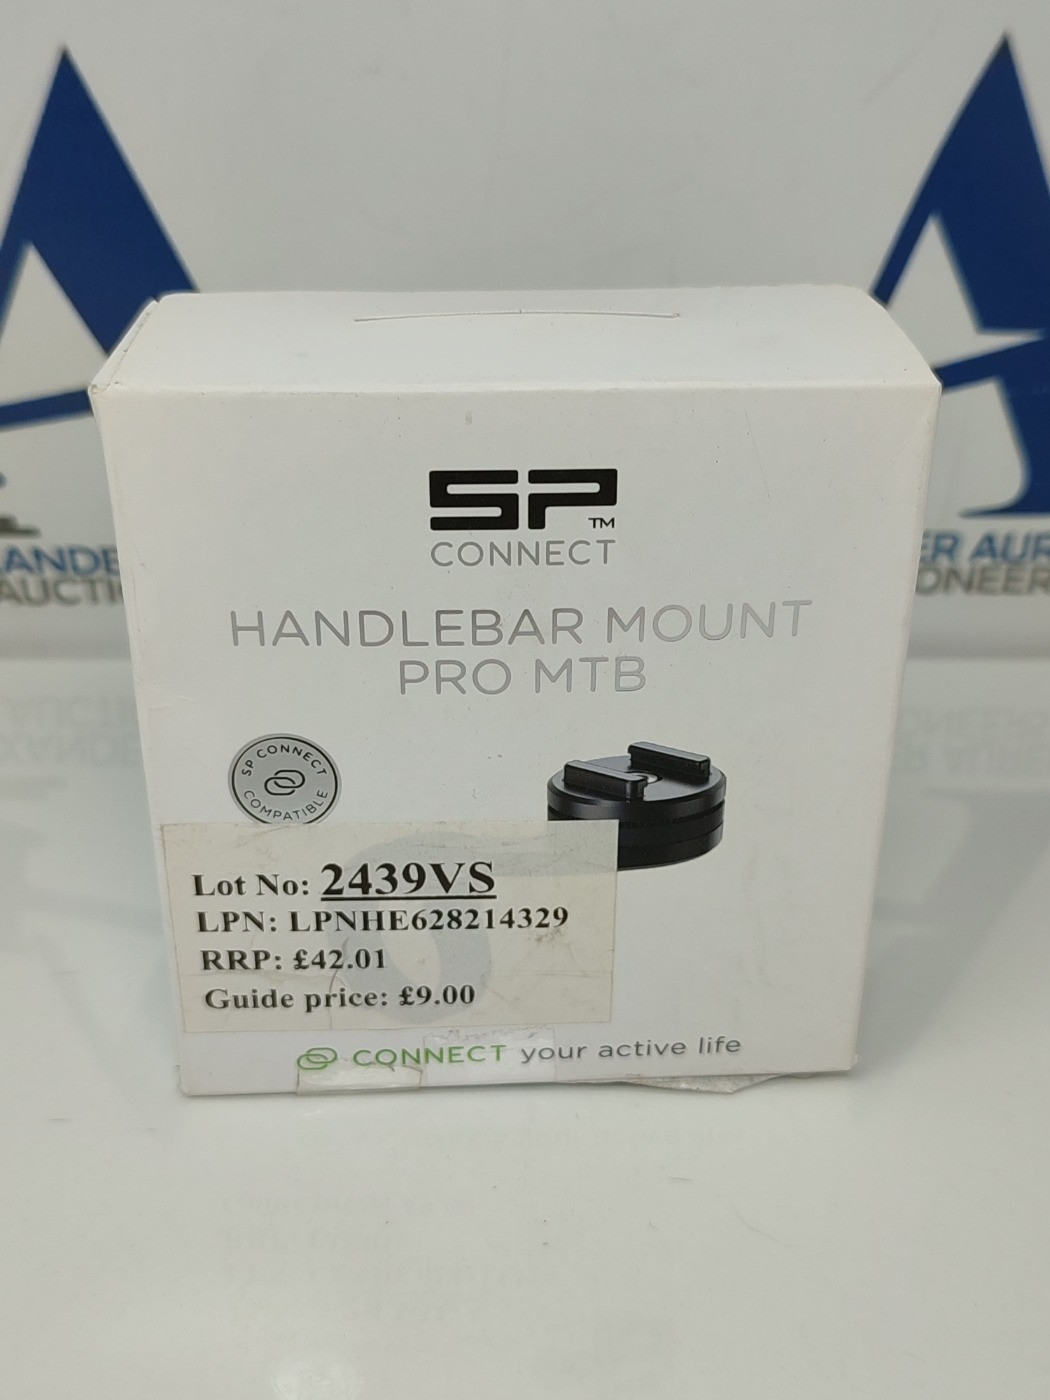 SP™
CONNECT
HANDLEBAR MOUNT
PRO MTB
SP CONNECT
COMPATIBLE
Lot No: 2439VS
LPN: LPNHE628214329
RRP: £42.01
Guide price: £9.00
CONNECT your active life